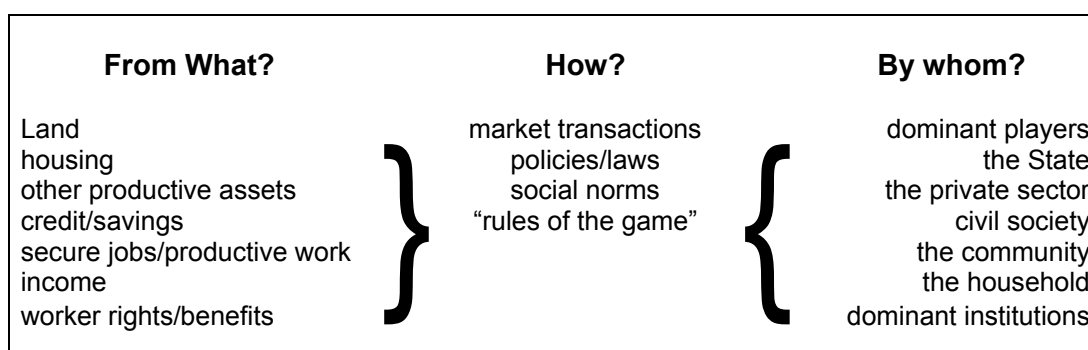 From What?
Land
housing
other productive assets
credit/savings
secure jobs/productive work
income
worker rights/benefits
How?
market transactions
policies/laws
social norms
“rules of the game”
By whom?
dominant players
the State
the private sector
civil society
the community
the household
dominant institutions